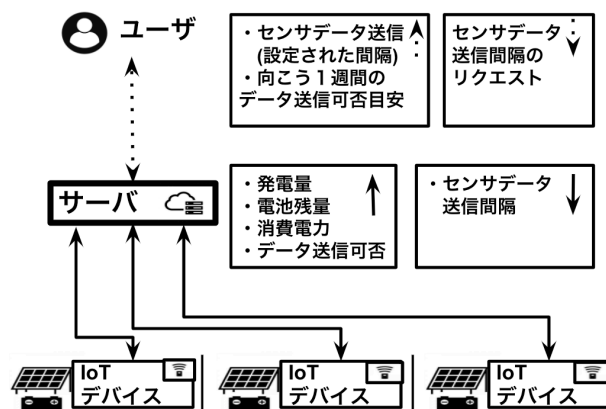 ユーザ
・センサデータ送信
(設定された間隔)
・向こう１週間の
データ送信可否目安
センサデータ
送信間隔の
リクエスト
サーバ
・発電量
・電池残量
・消費電力
・データ送信可否
・センサデータ
送信間隔
IoT
デバイス
IoT
デバイス
IoT
デバイス